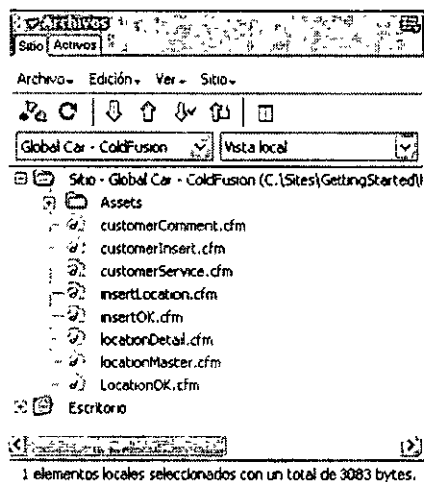 Archivos
Sitio Activos
Archivo Edición Ver Sitio
Global Car - ColdFusion Vista local
Sitio - Global Car - ColdFusion (C:\Sites\GettingStarted\
Assets
customerComment.cfm
customerInsert.cfm
customerService.cfm
insertLocation.cfm
insertOK.cfm
locationDetail.cfm
locationMaster.cfm
LocationOK.cfm
Escritorio
1 elementos locales seleccionados con un total de 3083 bytes.